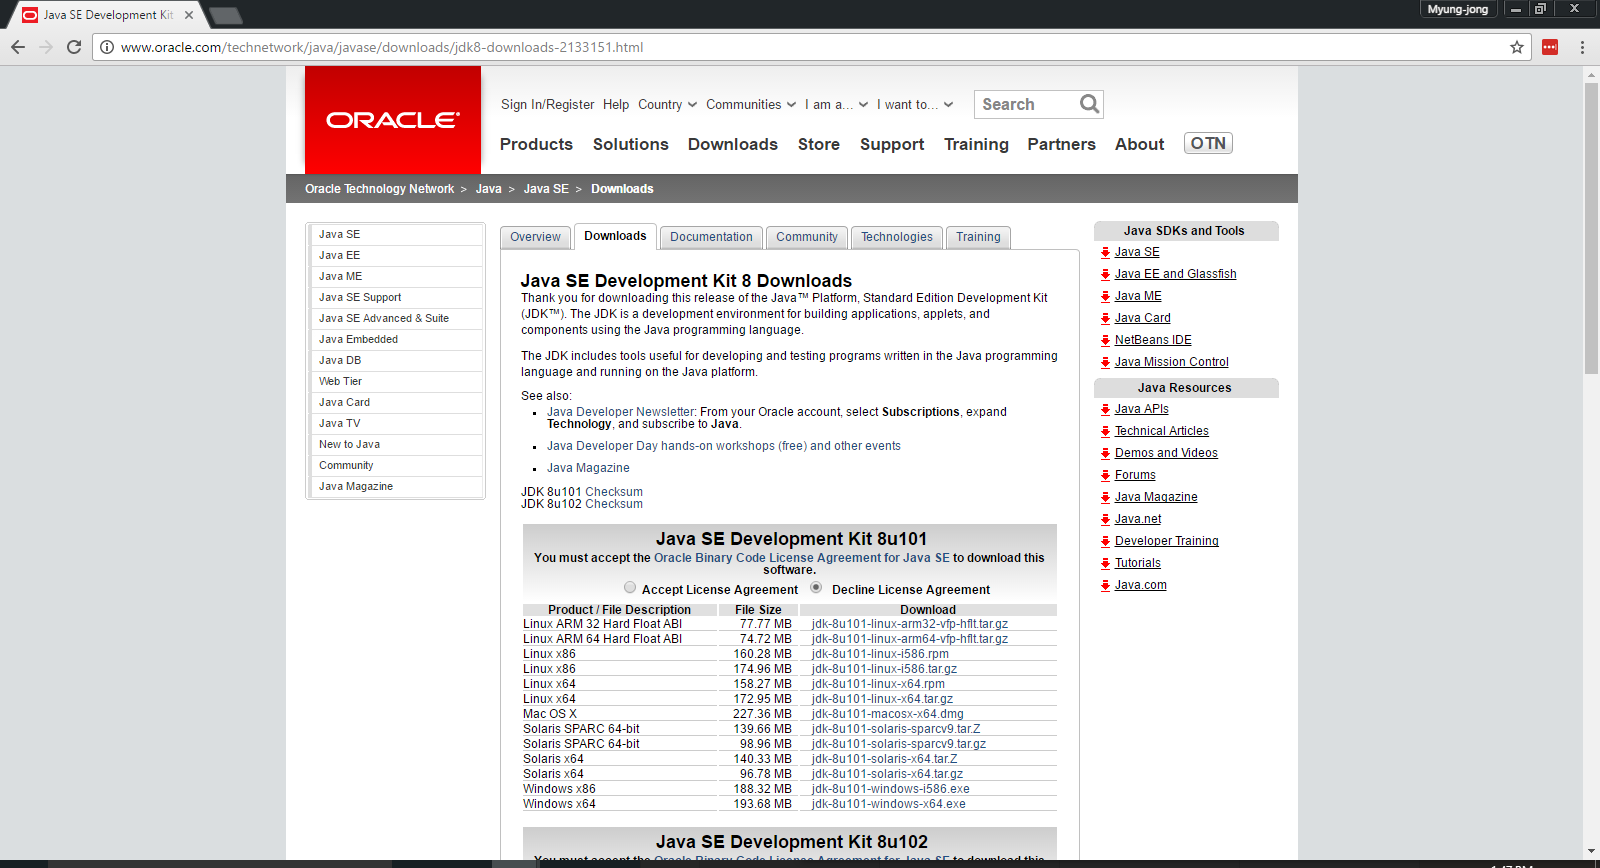 Java SE Development Kit
Myung-jong
www.oracle.com/technetwork/java/javase/downloads/jdk8-downloads-2133151.html
ORACLE
Sign In/Register Help Country Communities I am a... I want to... Search
Products Solutions Downloads Store Support Training Partners About OTN
Oracle Technology Network > Java > Java SE > Downloads
Java SE
Java EE
Java ME
Java SE Support
Java SE Advanced & Suite
Java Embedded
Java DB
Web Tier
Java Card
Java TV
New to Java
Community
Java Magazine
Overview Downloads Documentation Community Technologies Training
Java SE Development Kit 8 Downloads
Thank you for downloading this release of the Java™ Platform, Standard Edition Development Kit
(JDK™). The JDK is a development environment for building applications, applets, and
components using the Java programming language.
The JDK includes tools useful for developing and testing programs written in the Java programming
language and running on the Java platform.
See also:
Java Developer Newsletter: From your Oracle account, select Subscriptions, expand
Technology, and subscribe to Java.
Java Developer Day hands-on workshops (free) and other events
Java Magazine
JDK 8u101 Checksum
JDK 8u102 Checksum
Java SE Development Kit 8u101
You must accept the Oracle Binary Code License Agreement for Java SE to download this
software.
Accept License Agreement Decline License Agreement
Product / File Description File Size Download
Linux ARM 32 Hard Float ABI 77.77 MB jdk-8u101-linux-arm32-vfp-hflt.tar.gz
Linux ARM 64 Hard Float ABI 74.72 MB jdk-8u101-linux-arm64-vfp-hflt.tar.gz
Linux x86 160.28 MB jdk-8u101-linux-i586.rpm
Linux x86 174.96 MB jdk-8u101-linux-i586.tar.gz
Linux x64 158.27 MB jdk-8u101-linux-x64.rpm
Linux x64 172.95 MB jdk-8u101-linux-x64.tar.gz
Mac OS X 227.36 MB jdk-8u101-macosx-x64.dmg
Solaris SPARC 64-bit 139.66 MB jdk-8u101-solaris-sparcv9.tar.Z
Solaris SPARC 64-bit 98.96 MB jdk-8u101-solaris-sparcv9.tar.gz
Solaris x64 140.33 MB jdk-8u101-solaris-x64.tar.Z
Solaris x64 96.78 MB jdk-8u101-solaris-x64.tar.gz
Windows x86 188.32 MB jdk-8u101-windows-i586.exe
Windows x64 193.68 MB jdk-8u101-windows-x64.exe
Java SE Development Kit 8u102
You must accept the Oracle Binary Code License Agreement for Java SE to download this
Java SDKs and Tools
Java SE
Java EE and Glassfish
Java ME
Java Card
NetBeans IDE
Java Mission Control
Java Resources
Java APIs
Technical Articles
Demos and Videos
Forums
Java Magazine
Java.net
Developer Training
Tutorials
Java.com